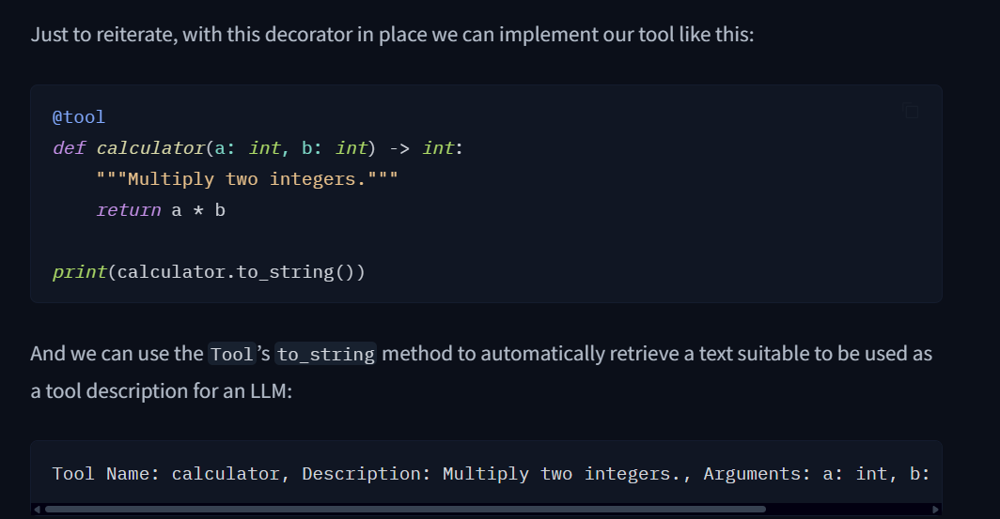 Just to reiterate, with this decorator in place we can implement our tool like this:
@tool
def calculator(a: int, b: int) -> int:
    """Multiply two integers."""
    return a * b
print(calculator.to_string())
And we can use the Tool’s to_string method to automatically retrieve a text suitable to be used as
a tool description for an LLM:
Tool Name: calculator, Description: Multiply two integers., Arguments: a: int, b: